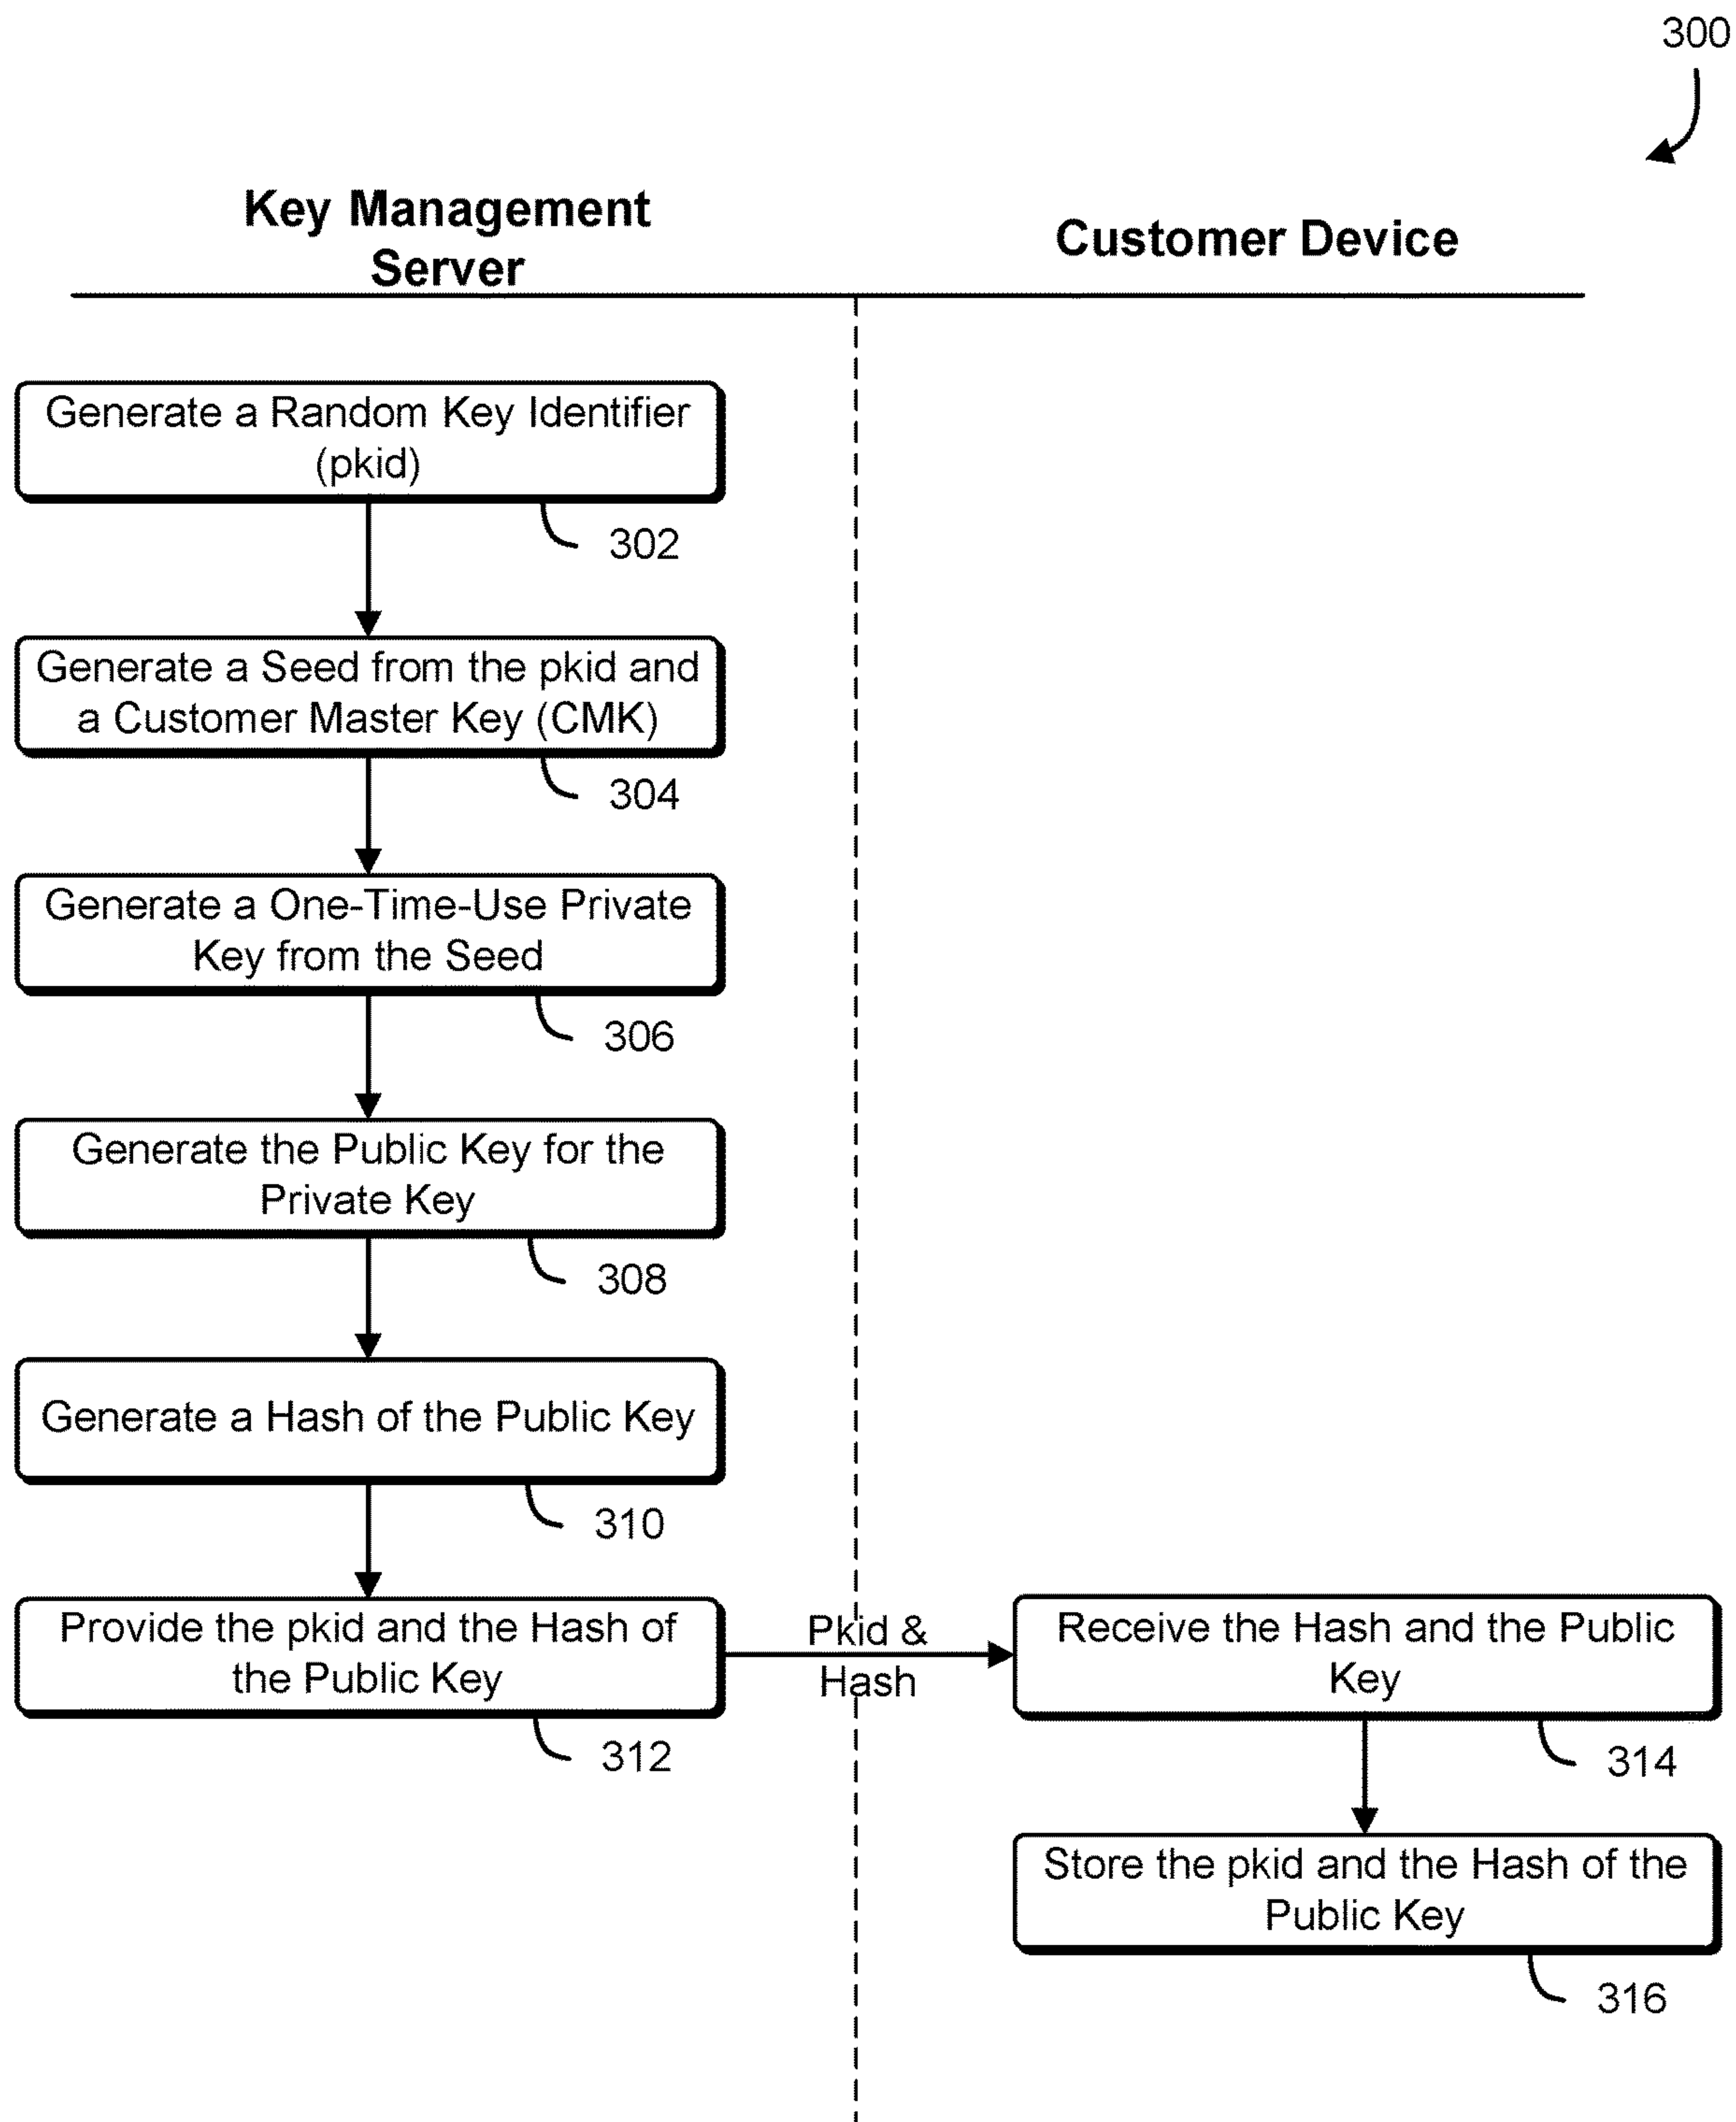 300
Key Management
Server
Customer Device
Generate a Random Key Identifier
(pkid)
302
Generate a Seed from the pkid and
a Customer Master Key (CMK)
304
Generate a One-Time-Use Private
Key from the Seed
306
Generate the Public Key for the
Private Key
308
Generate a Hash of the Public Key
310
Provide the pkid and the Hash of
the Public Key
312
Pkid &
Hash
Receive the Hash and the Public
Key
314
Store the pkid and the Hash of the
Public Key
316